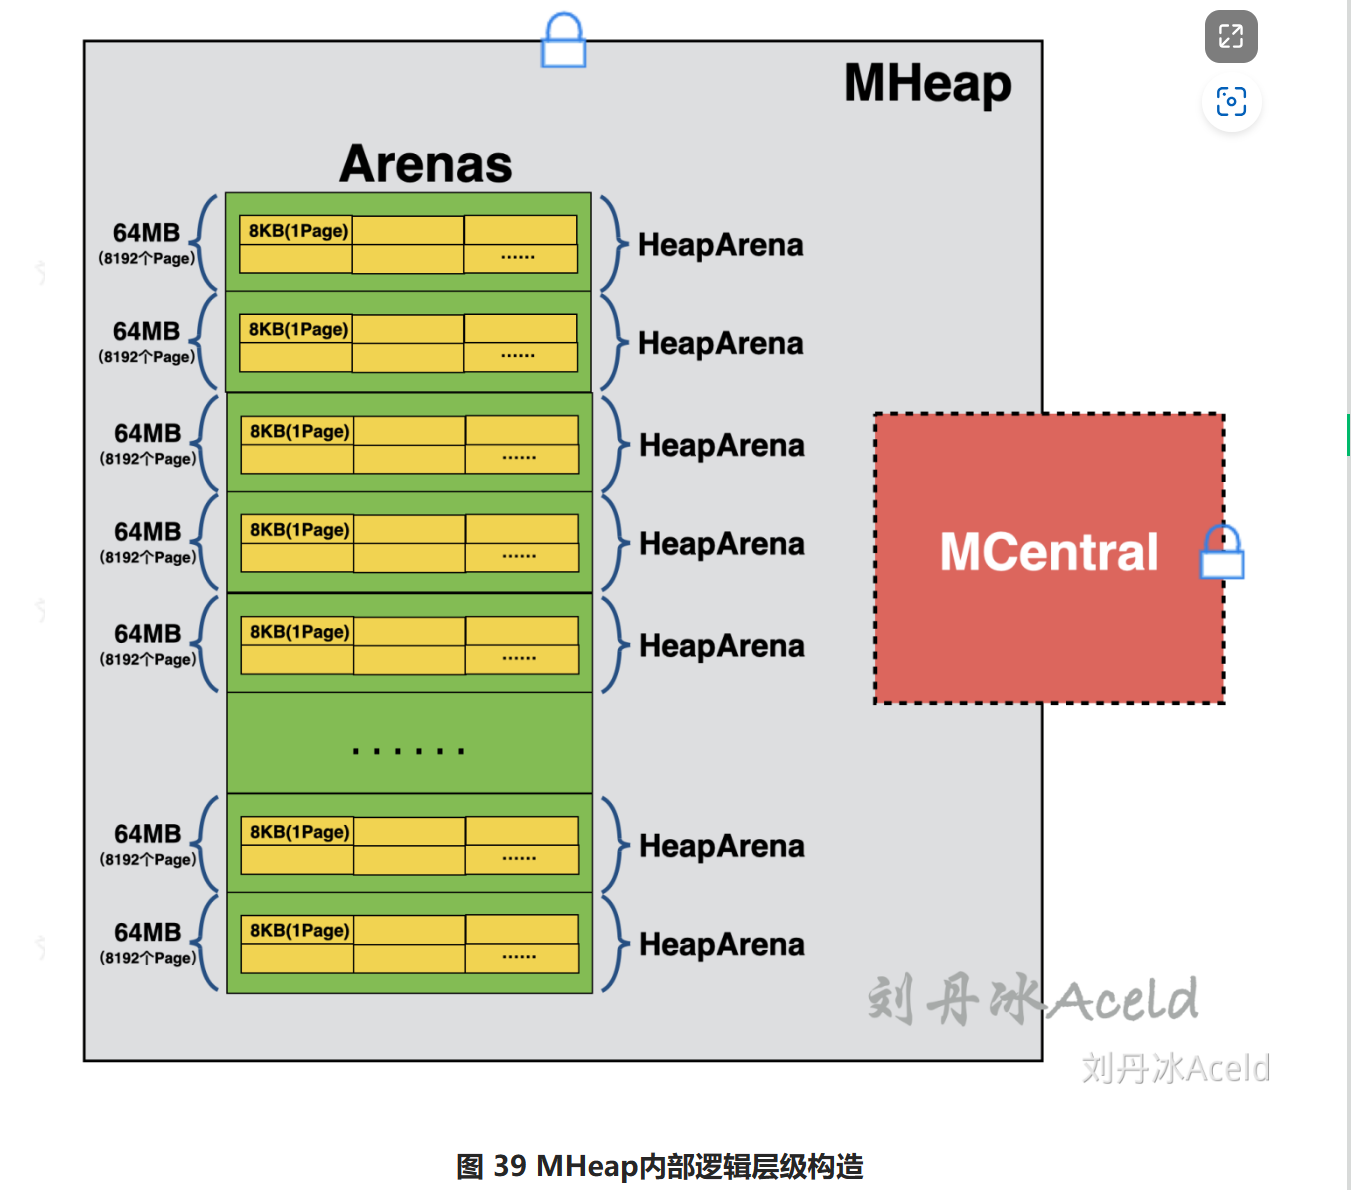 MHeap
Arenas
64MB
(8192个Page)
8KB(1Page)
......
HeapArena
64MB
(8192个Page)
8KB(1Page)
......
HeapArena
64MB
(8192个Page)
8KB(1Page)
......
HeapArena
64MB
(8192个Page)
8KB(1Page)
......
HeapArena
MCentral
64MB
(8192个Page)
8KB(1Page)
......
HeapArena
......
64MB
(8192个Page)
8KB(1Page)
......
HeapArena
64MB
(8192个Page)
8KB(1Page)
......
HeapArena
刘丹冰Aceld
刘丹冰Aceld
图 39 MHeap内部逻辑层级构造